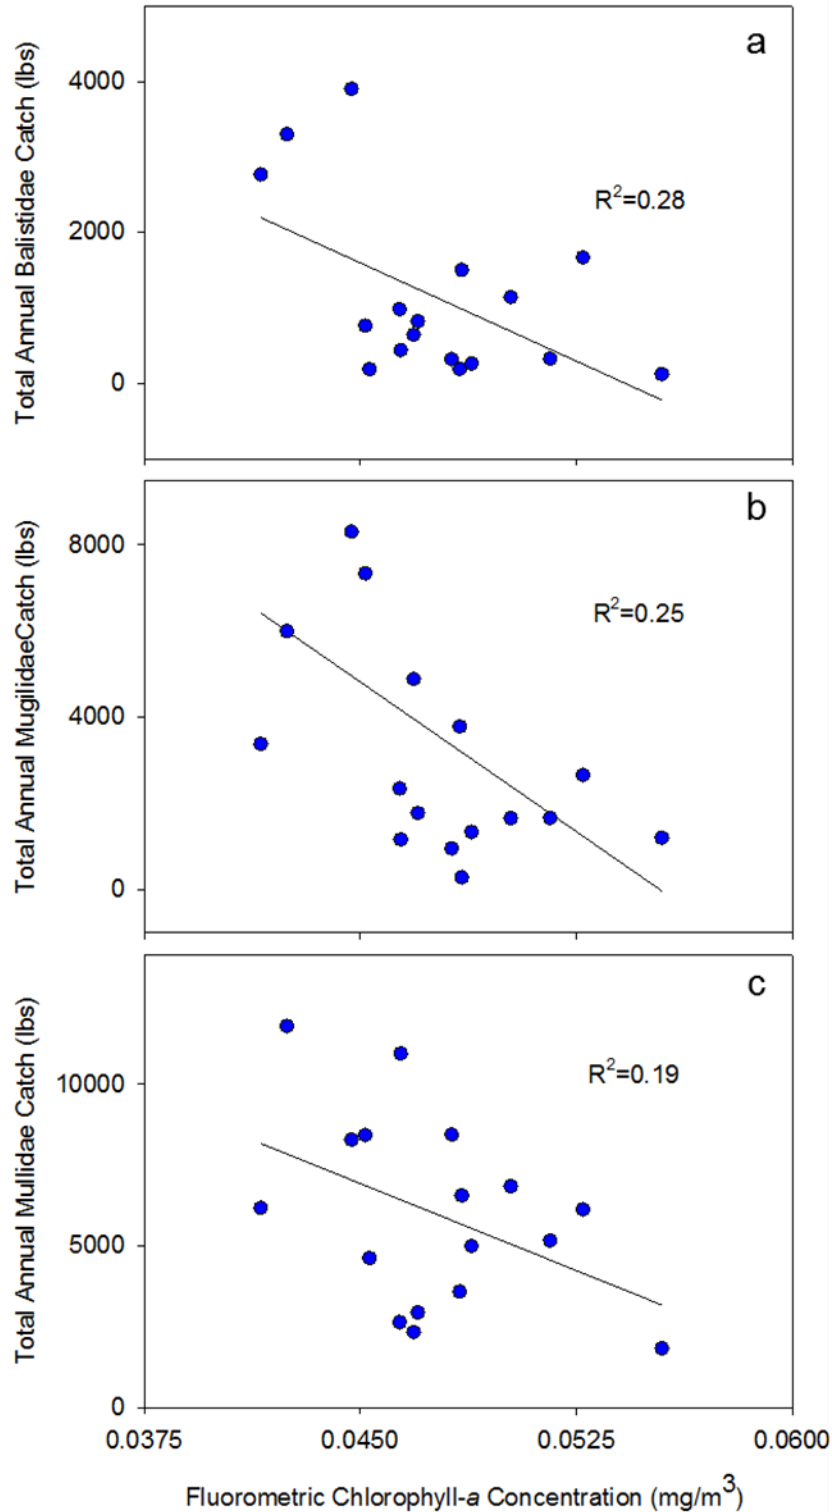 a
Total Annual Balistidae Catch (lbs)
4000
2000
0
R²=0.28
b
Total Annual MugilidaeCatch (lbs)
8000
4000
0
R²=0.25
c
Total Annual Mullidae Catch (lbs)
10000
5000
0
R²=0.19
0.0375 0.0450 0.0525 0.0600
Fluorometric Chlorophyll-a Concentration (mg/m³)